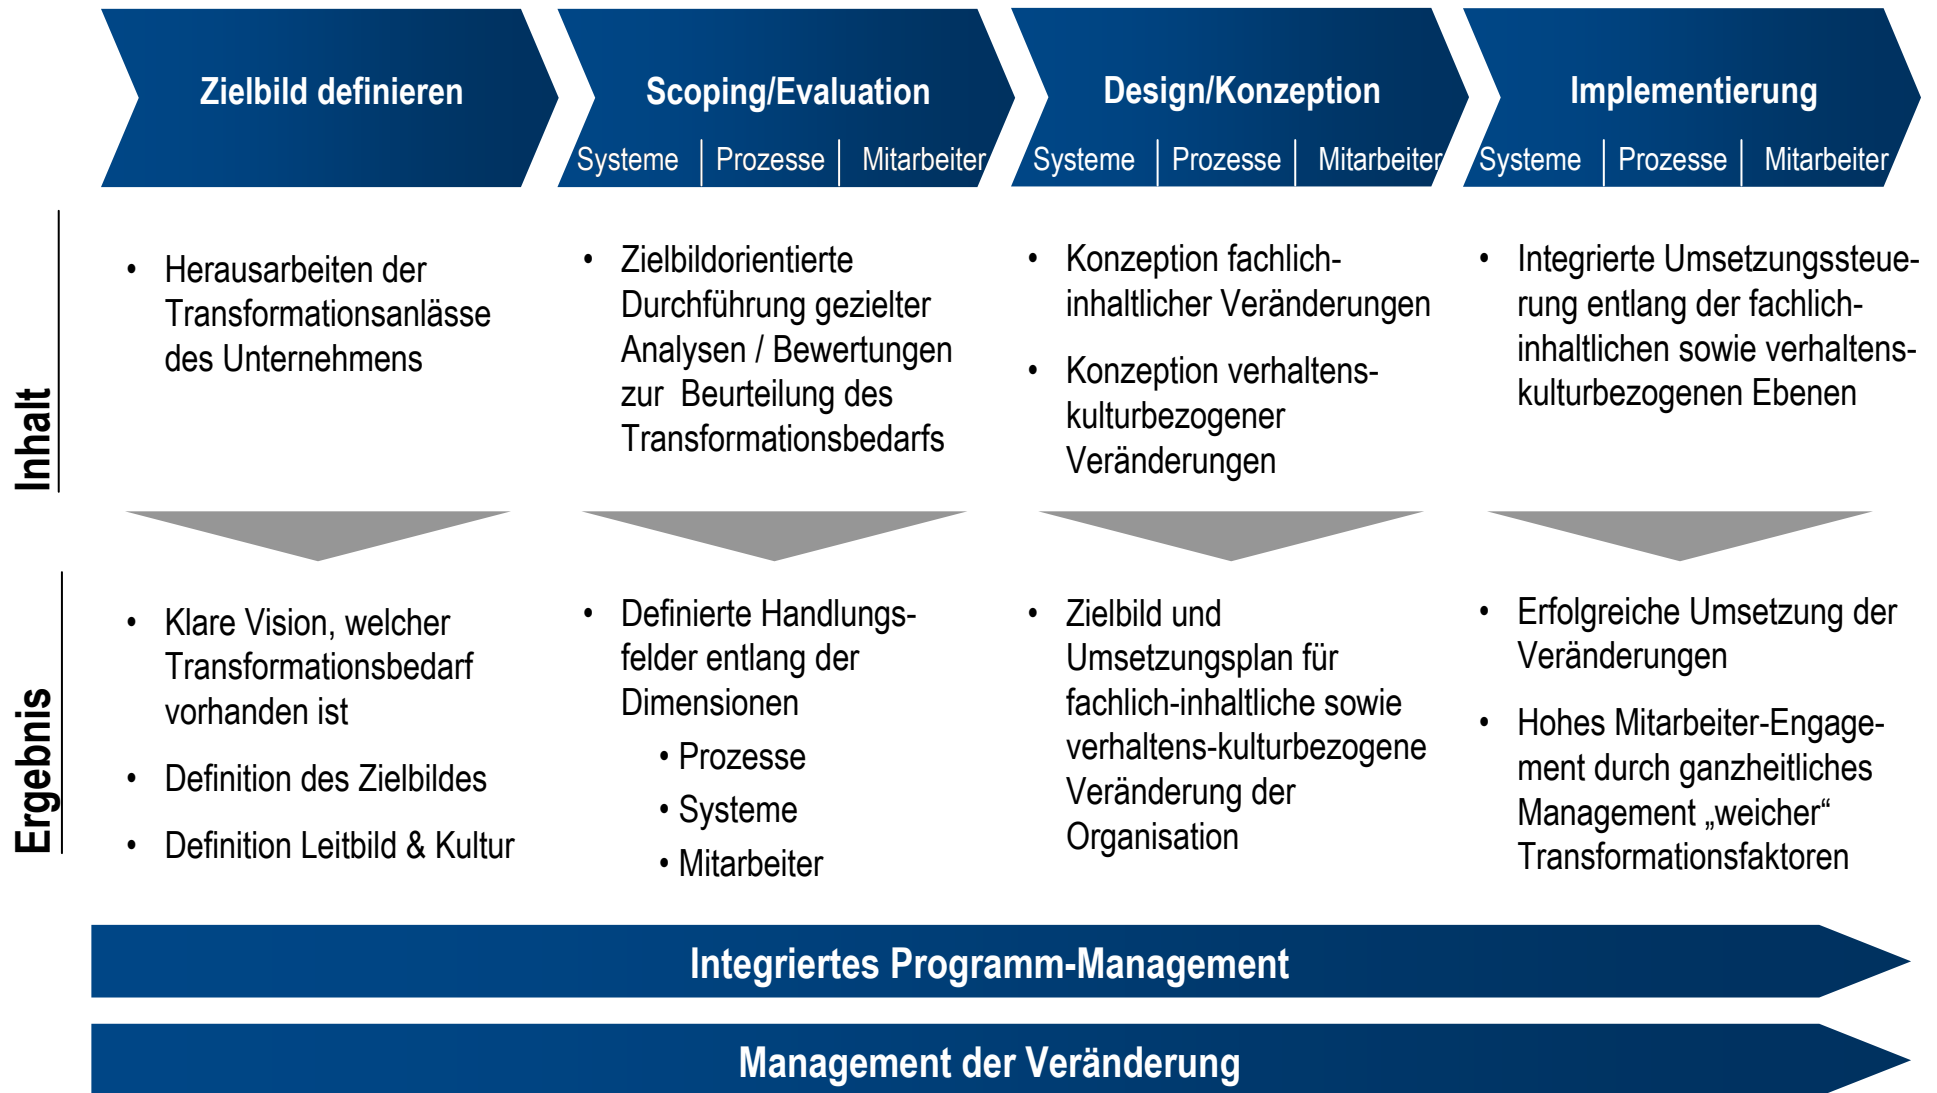 Zielbild definieren
Scoping/Evaluation
Systeme | Prozesse | Mitarbeiter
Design/Konzeption
Systeme | Prozesse | Mitarbeiter
Implementierung
Systeme | Prozesse | Mitarbeiter
Inhalt
• Herausarbeiten der
Transformationsanlässe
des Unternehmens
• Zielbildorientierte
Durchführung gezielter
Analysen / Bewertungen
zur Beurteilung des
Transformationsbedarfs
• Konzeption fachlich-
inhaltlicher Veränderungen
• Konzeption verhaltens-
kulturbezogener
Veränderungen
• Integrierte Umsetzungssteue-
rung entlang der fachlich-
inhaltlichen sowie verhaltens-
kulturbezogenen Ebenen
Ergebnis
• Klare Vision, welcher
Transformationsbedarf
vorhanden ist
• Definition des Zielbildes
• Definition Leitbild & Kultur
• Definierte Handlungs-
felder entlang der
Dimensionen
• Prozesse
• Systeme
• Mitarbeiter
• Zielbild und
Umsetzungsplan für
fachlich-inhaltliche sowie
verhaltens-kulturbezogene
Veränderung der
Organisation
• Erfolgreiche Umsetzung der
Veränderungen
• Hohes Mitarbeiter-Engage-
ment durch ganzheitliches
Management „weicher“
Transformationsfaktoren
Integriertes Programm-Management
Management der Veränderung